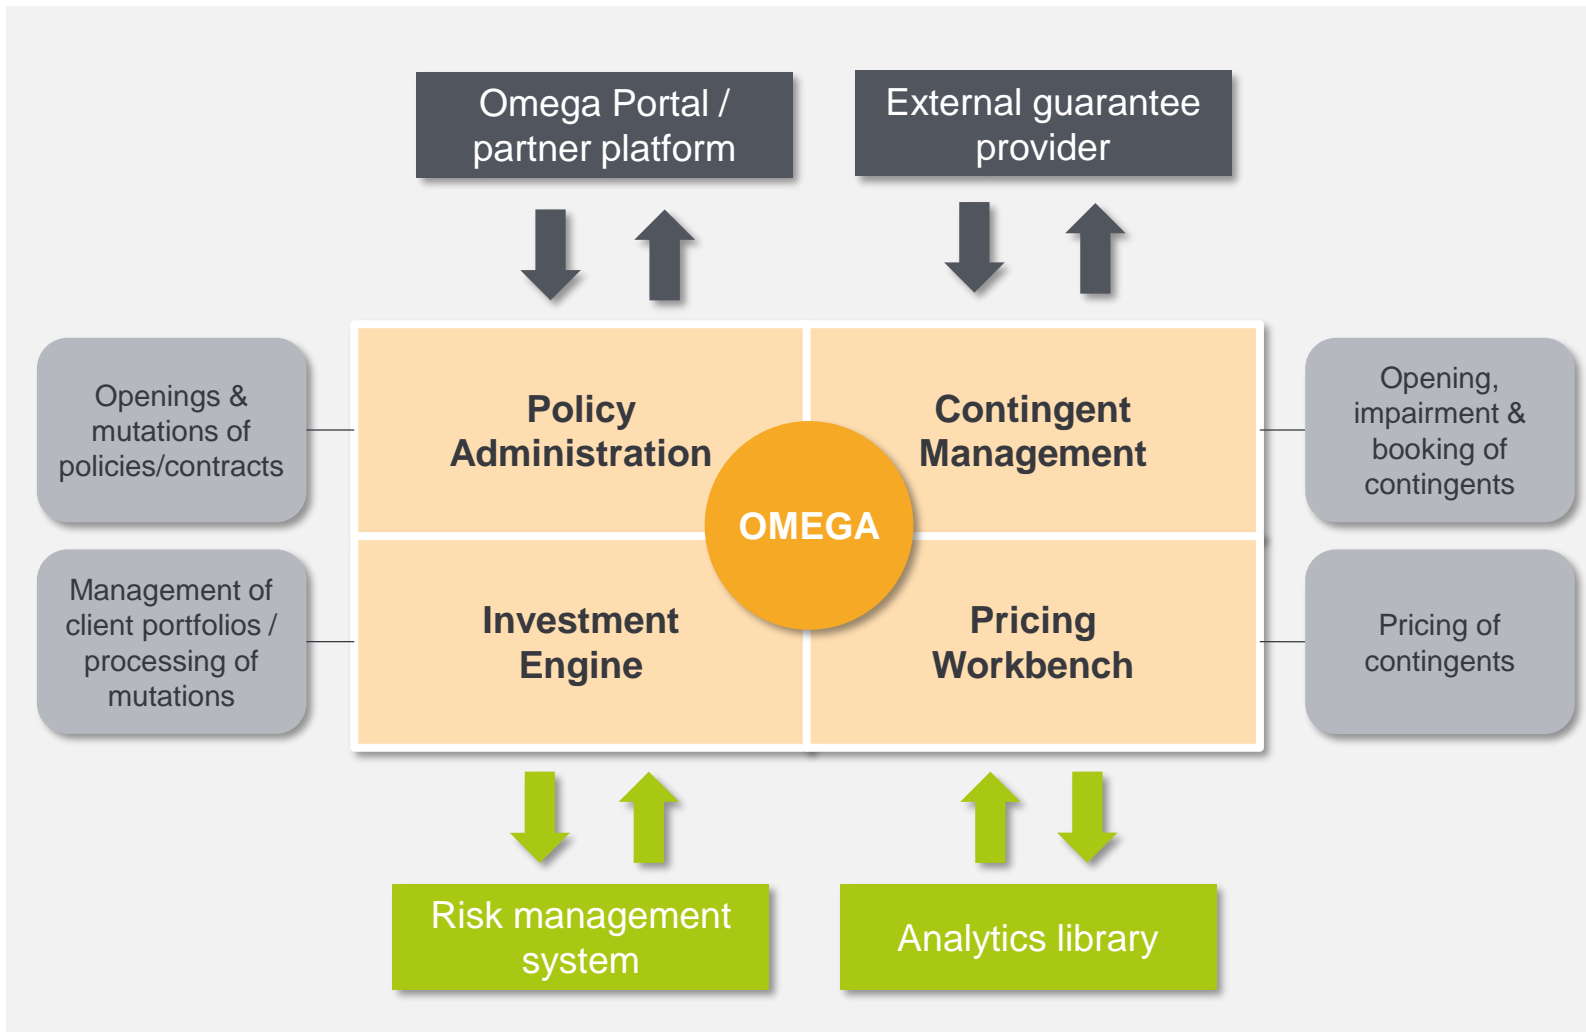 Omega Portal /
partner platform
External guarantee
provider
Openings &
mutations of
policies/contracts
Policy
Administration
Contingent
Management
Opening,
impairment &
booking of
contingents
OMEGA
Management of
client portfolios /
processing of
mutations
Investment
Engine
Pricing
Workbench
Pricing of
contingents
Risk management
system
Analytics library